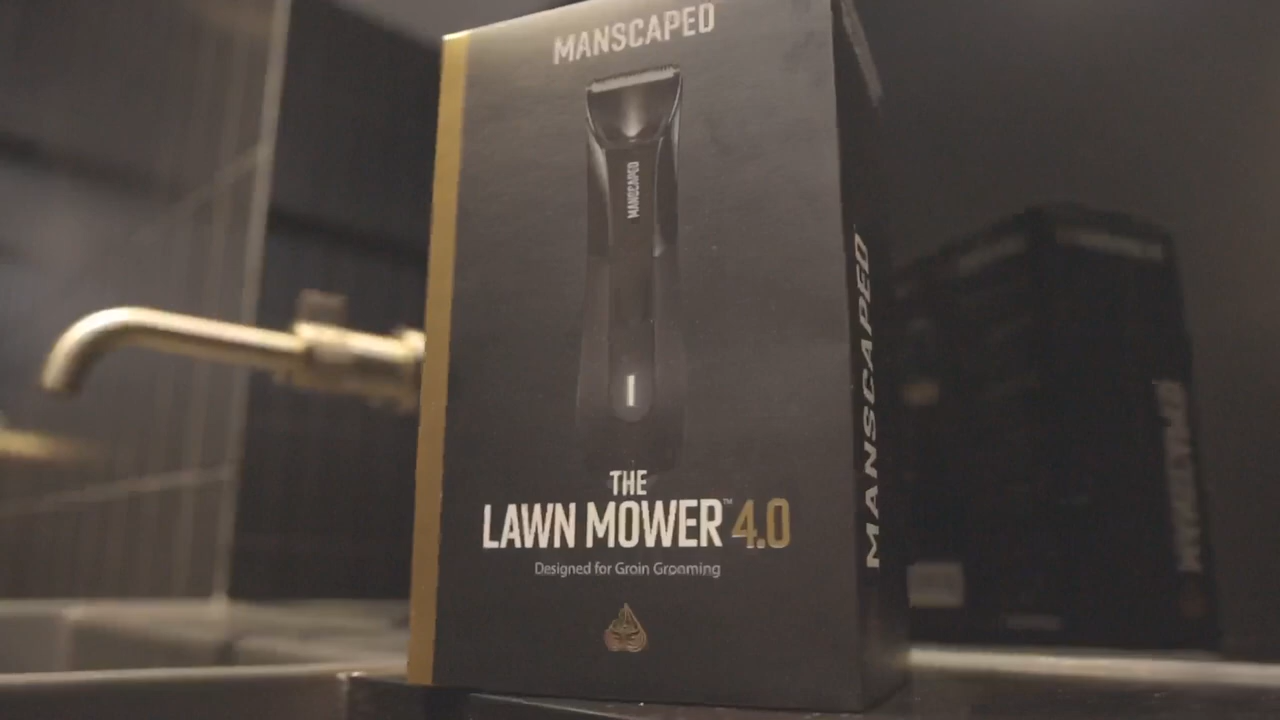 MANSCAPED
MANSCAPED
THE
LAWN MOWER™ 4.0
Designed for Groin Grooming
MANSCAPED